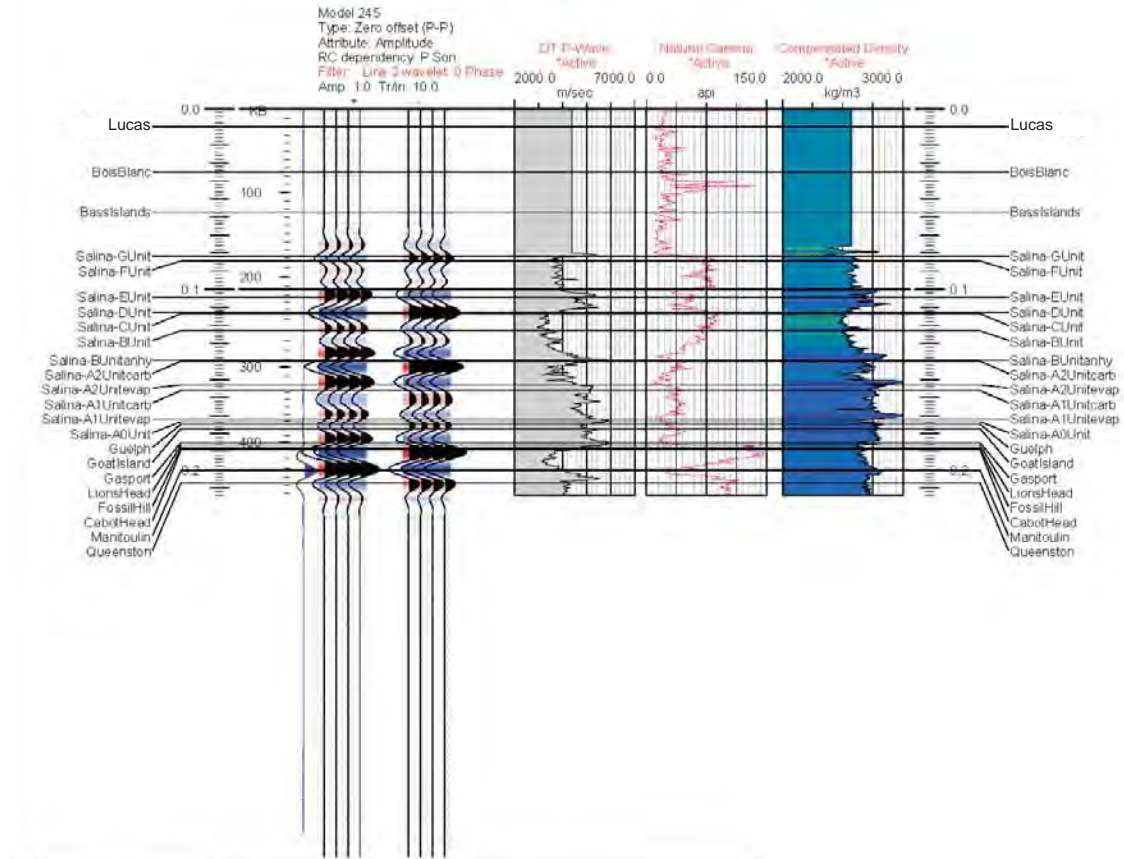 Model 245
Type: Zero offset (P-P)
Attribute: Amplitude
RC dependency: P Son
Filter: Line 2 wavelet 0 Phase
Amp: 1.0 Tr/In: 10.0
DT P-Wave
*Active
2000.0 7000.0
m/sec
Natural Gamma
*Active
0.0 150.0
api
Compensated Density
*Active
2000.0 3000.0
kg/m3
0.0
KB
0.0
Lucas
Lucas
BoisBlanc
BoisBlanc
100
BassIslands
BassIslands
Salina-GUnit
Salina-GUnit
Salina-FUnit
Salina-FUnit
200
0.1
0.1
Salina-EUnit
Salina-EUnit
Salina-DUnit
Salina-DUnit
Salina-CUnit
Salina-CUnit
Salina-BUnit
Salina-BUnit
Salina-BUnitanhy
Salina-BUnitanhy
300
Salina-A2Unitcarb
Salina-A2Unitcarb
Salina-A2Unitevap
Salina-A2Unitevap
Salina-A1Unitcarb
Salina-A1Unitcarb
Salina-A1Unitevap
Salina-A1Unitevap
Salina-A0Unit
Salina-A0Unit
400
Guelph
Guelph
GoatIsland
GoatIsland
0.2
0.2
Gasport
Gasport
LionsHead
LionsHead
FossilHill
FossilHill
CabotHead
CabotHead
Manitoulin
Manitoulin
Queenston
Queenston